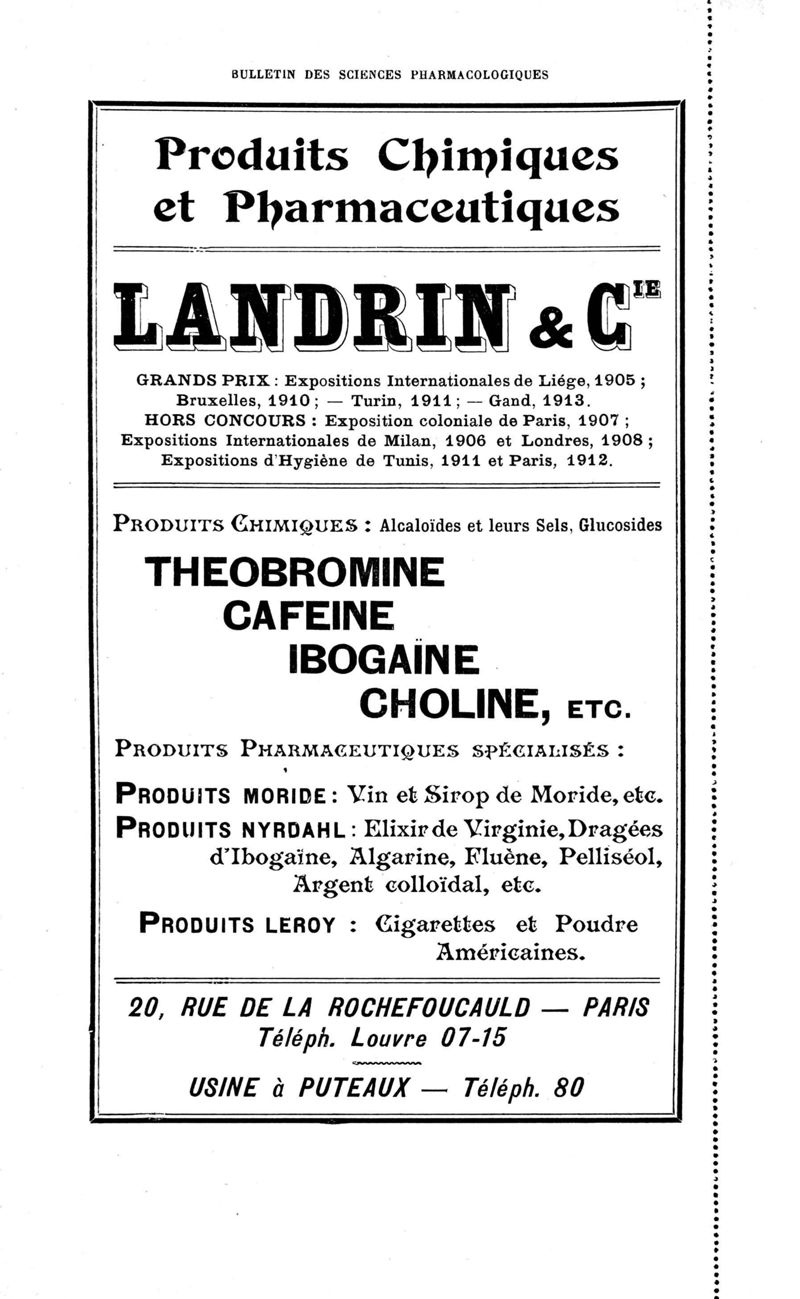 BULLETIN DES SCIENCES PHARMACOLOGIQUES
Produits Chimiques
et Pharmaceutiques
LANDRIN & CIE
GRANDS PRIX : Expositions Internationales de Liége, 1905 ;
Bruxelles, 1910 ; — Turin, 1911 ; — Gand, 1913.
HORS CONCOURS : Exposition coloniale de Paris, 1907 ;
Expositions Internationales de Milan, 1906 et Londres, 1908 ;
Expositions d'Hygiène de Tunis, 1911 et Paris, 1912.
PRODUITS CHIMIQUES : Alcaloïdes et leurs Sels, Glucosides
THEOBROMINE
CAFEINE
IBOGAÏNE
CHOLINE, ETC.
PRODUITS PHARMACEUTIQUES SPÉCIALISÉS :
PRODUITS MORIDE : Vin et Sirop de Moride, etc.
PRODUITS NYRDAHL : Elixir de Virginie, Dragées
d'Ibogaïne, Algarine, Fluène, Pelliséol,
Argent colloïdal, etc.
PRODUITS LEROY : Cigarettes et Poudre
Américaines.
20, RUE DE LA ROCHEFOUCAULD — PARIS
Téléph. Louvre 07-15
USINE à PUTEAUX — Téléph. 80